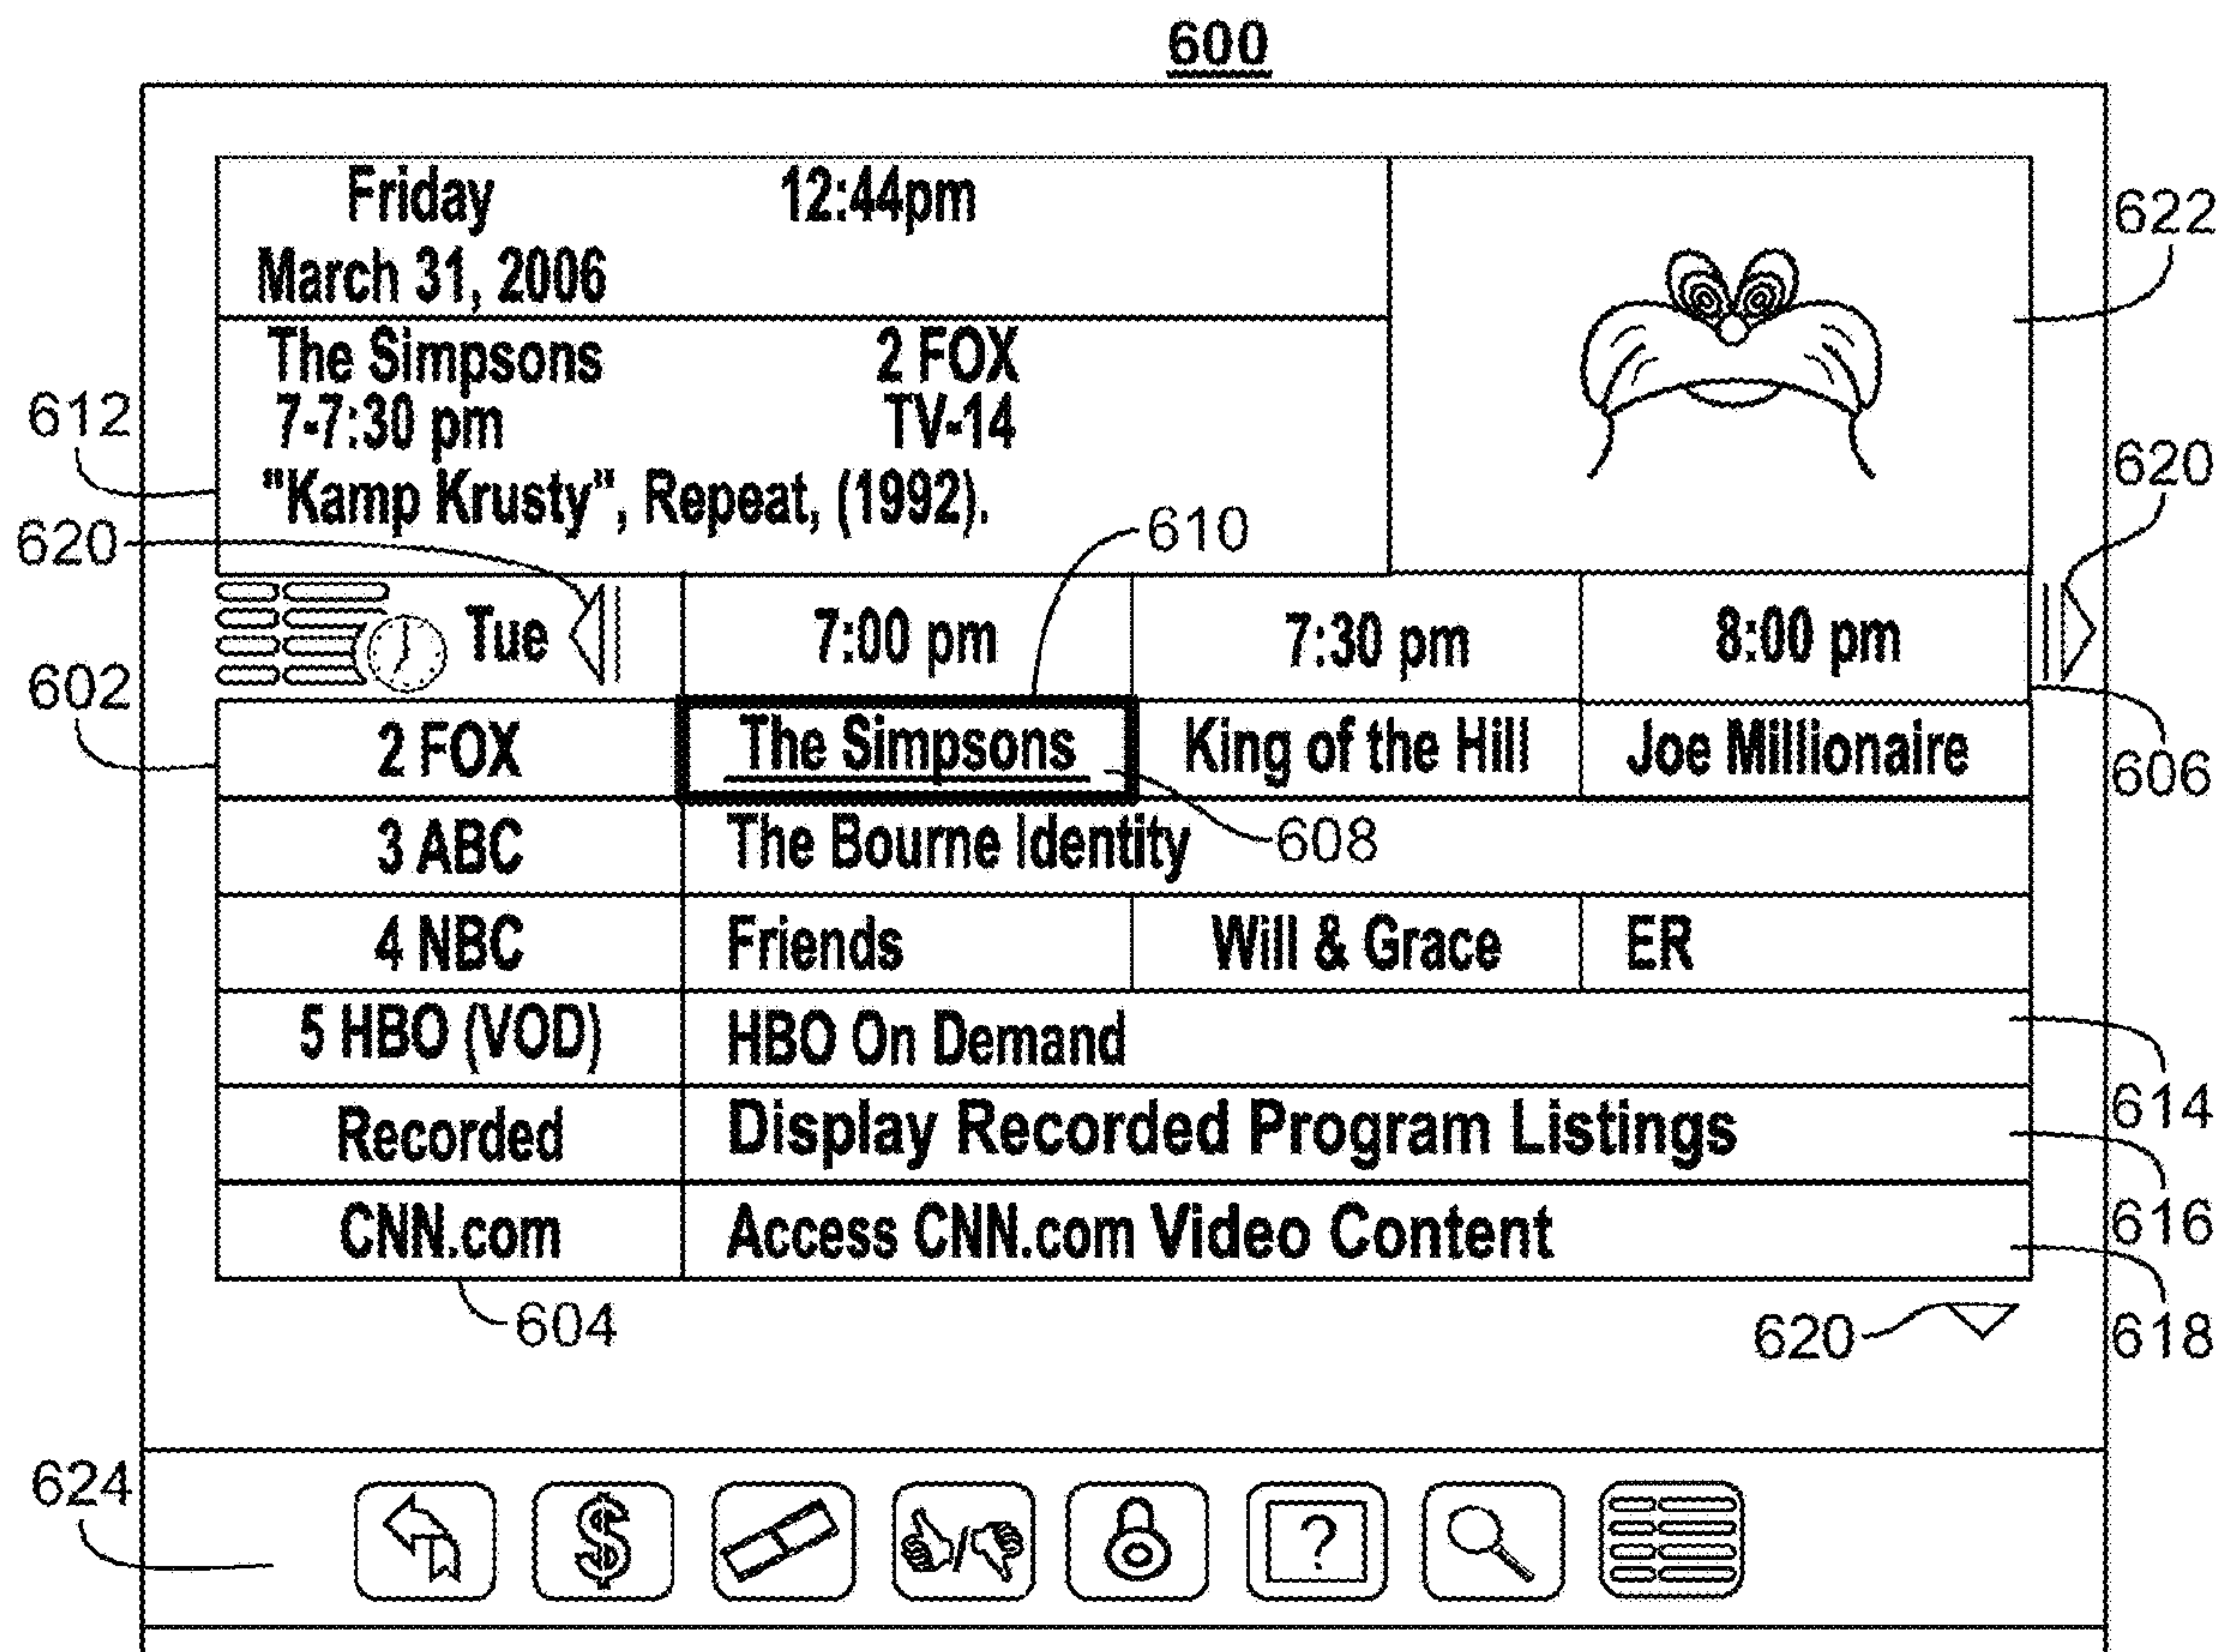 600
Friday 12:44pm
March 31, 2006
622
The Simpsons 2 FOX
612 7-7:30 pm TV-14
620
"Kamp Krusty", Repeat, (1992).
620 610
Tue 7:00 pm 7:30 pm 8:00 pm
602
2 FOX The Simpsons King of the Hill Joe Millionaire
606
3 ABC The Bourne Identity 608
4 NBC Friends Will & Grace ER
5 HBO (VOD) HBO On Demand
614
Recorded Display Recorded Program Listings
616
CNN.com Access CNN.com Video Content
604 620 618
624
$ / ?